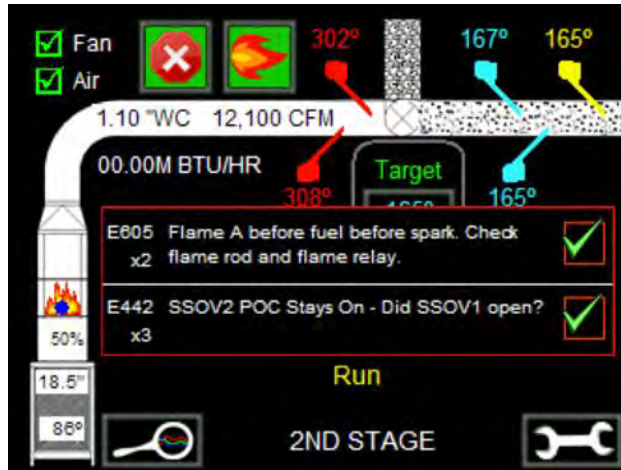 Fan
302º
167º
165º
Air
1.10 "WC
12,100 CFM
00.00M BTU/HR
Target
308º
165º
165º
E605 Flame A before fuel before spark. Check
x2 flame rod and flame relay.
E442 SSOV2 POC Stays On - Did SSOV1 open?
x3
50%
Run
18.5"
86º
2ND STAGE